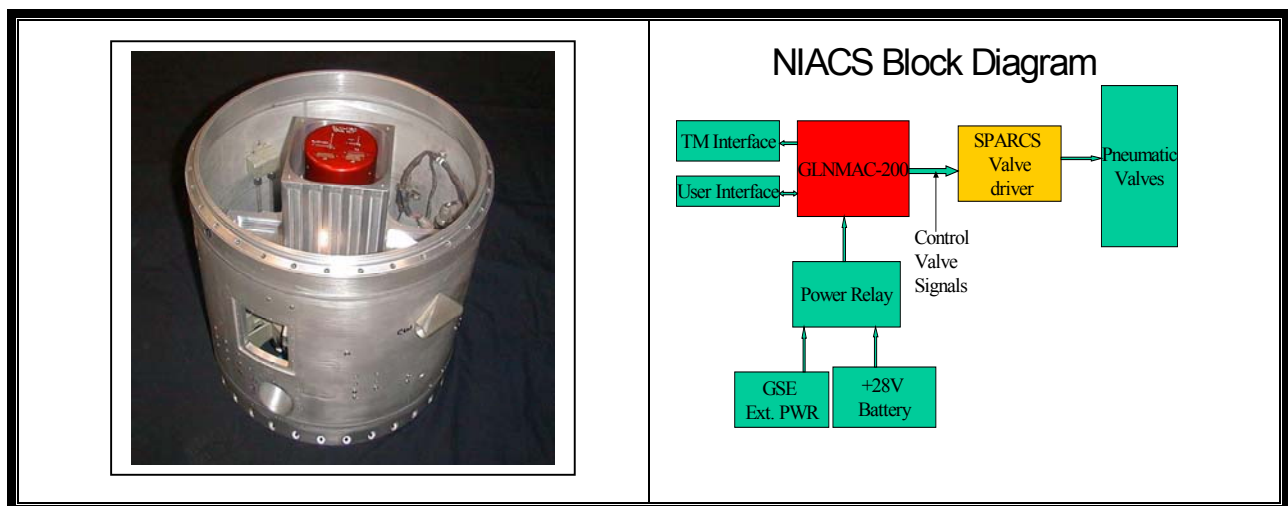 NIACS Block Diagram
TM Interface
User Interface
GLNMAC-200
SPARCS
Valve
driver
Pneumatic
Valves
Control
Valve
Signals
Power Relay
GSE
Ext. PWR
+28V
Battery